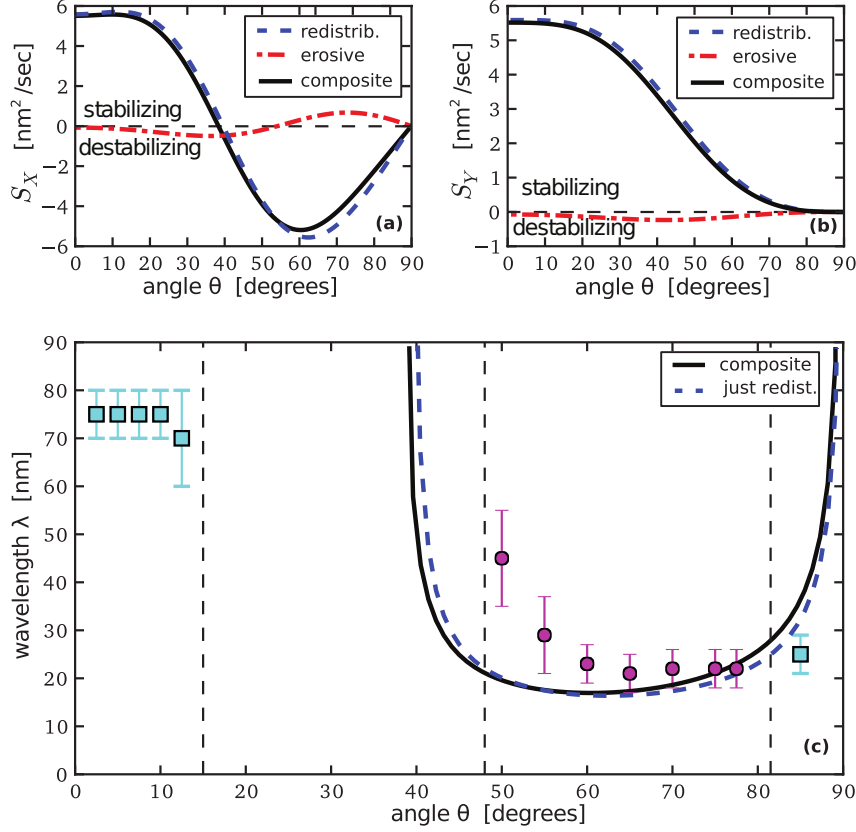 6
4
2
0
−2
−4
−6
S_X [nm²/sec]
redistrib.
erosive
composite
stabilizing
destabilizing
(a)
0 10 20 30 40 50 60 70 80 90
angle θ [degrees]
6
5
4
3
2
1
0
−1
S_Y [nm²/sec]
redistrib.
erosive
composite
stabilizing
destabilizing
(b)
0 10 20 30 40 50 60 70 80 90
angle θ [degrees]
90
80
70
60
50
40
30
20
10
0
wavelength λ [nm]
composite
just redist.
(c)
0 10 20 30 40 50 60 70 80 90
angle θ [degrees]